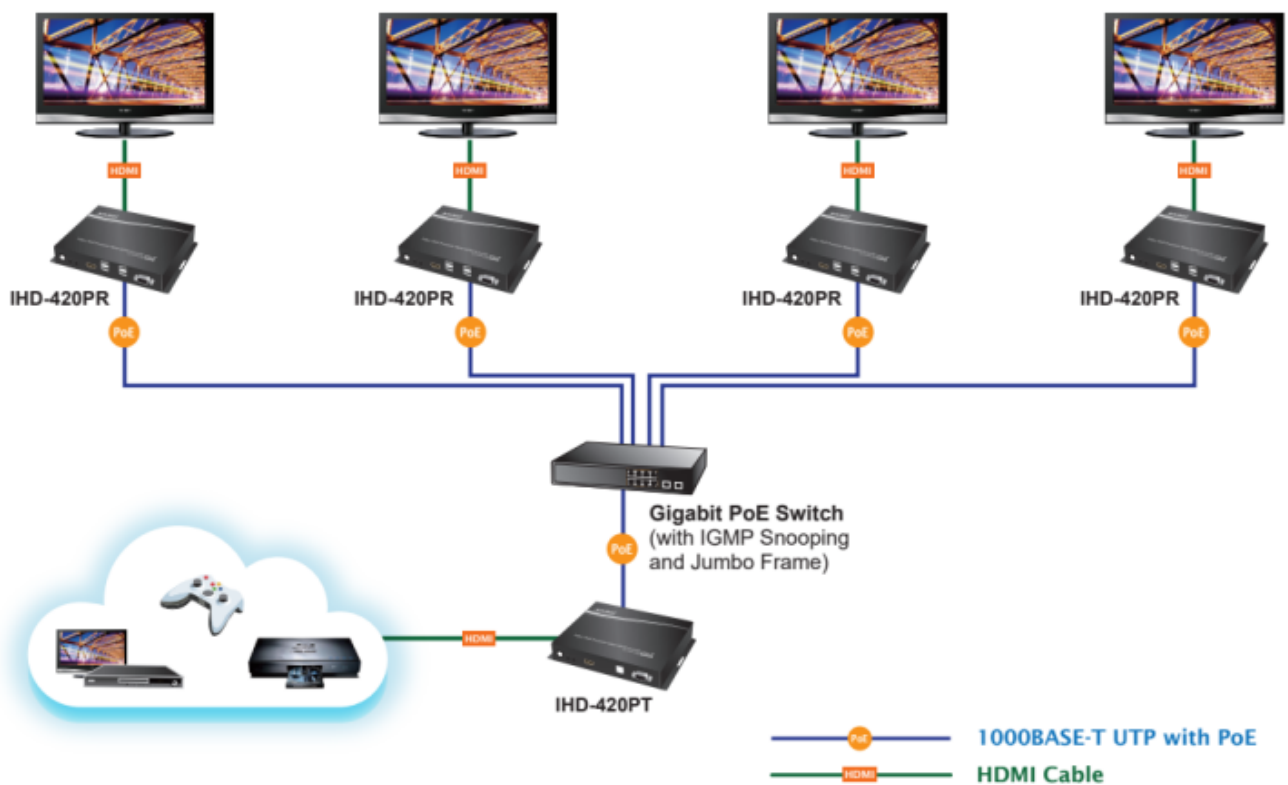 HDMI
HDMI
HDMI
HDMI
IHD-420PR
IHD-420PR
IHD-420PR
IHD-420PR
PoE
PoE
PoE
PoE
Gigabit PoE Switch
(with IGMP Snooping
and Jumbo Frame)
PoE
HDMI
IHD-420PT
PoE 1000BASE-T UTP with PoE
HDMI HDMI Cable